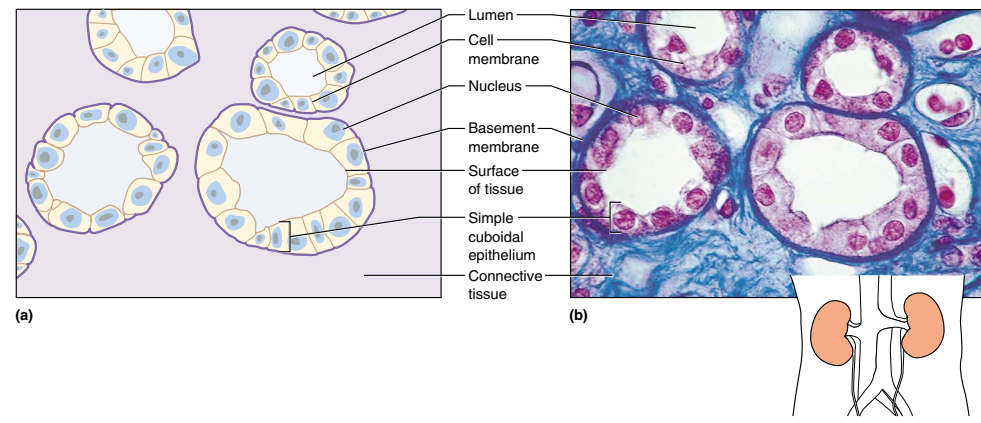 Lumen
Cell
membrane
Nucleus
Basement
membrane
Surface
of tissue
Simple
cuboidal
epithelium
Connective
tissue
(a)
(b)